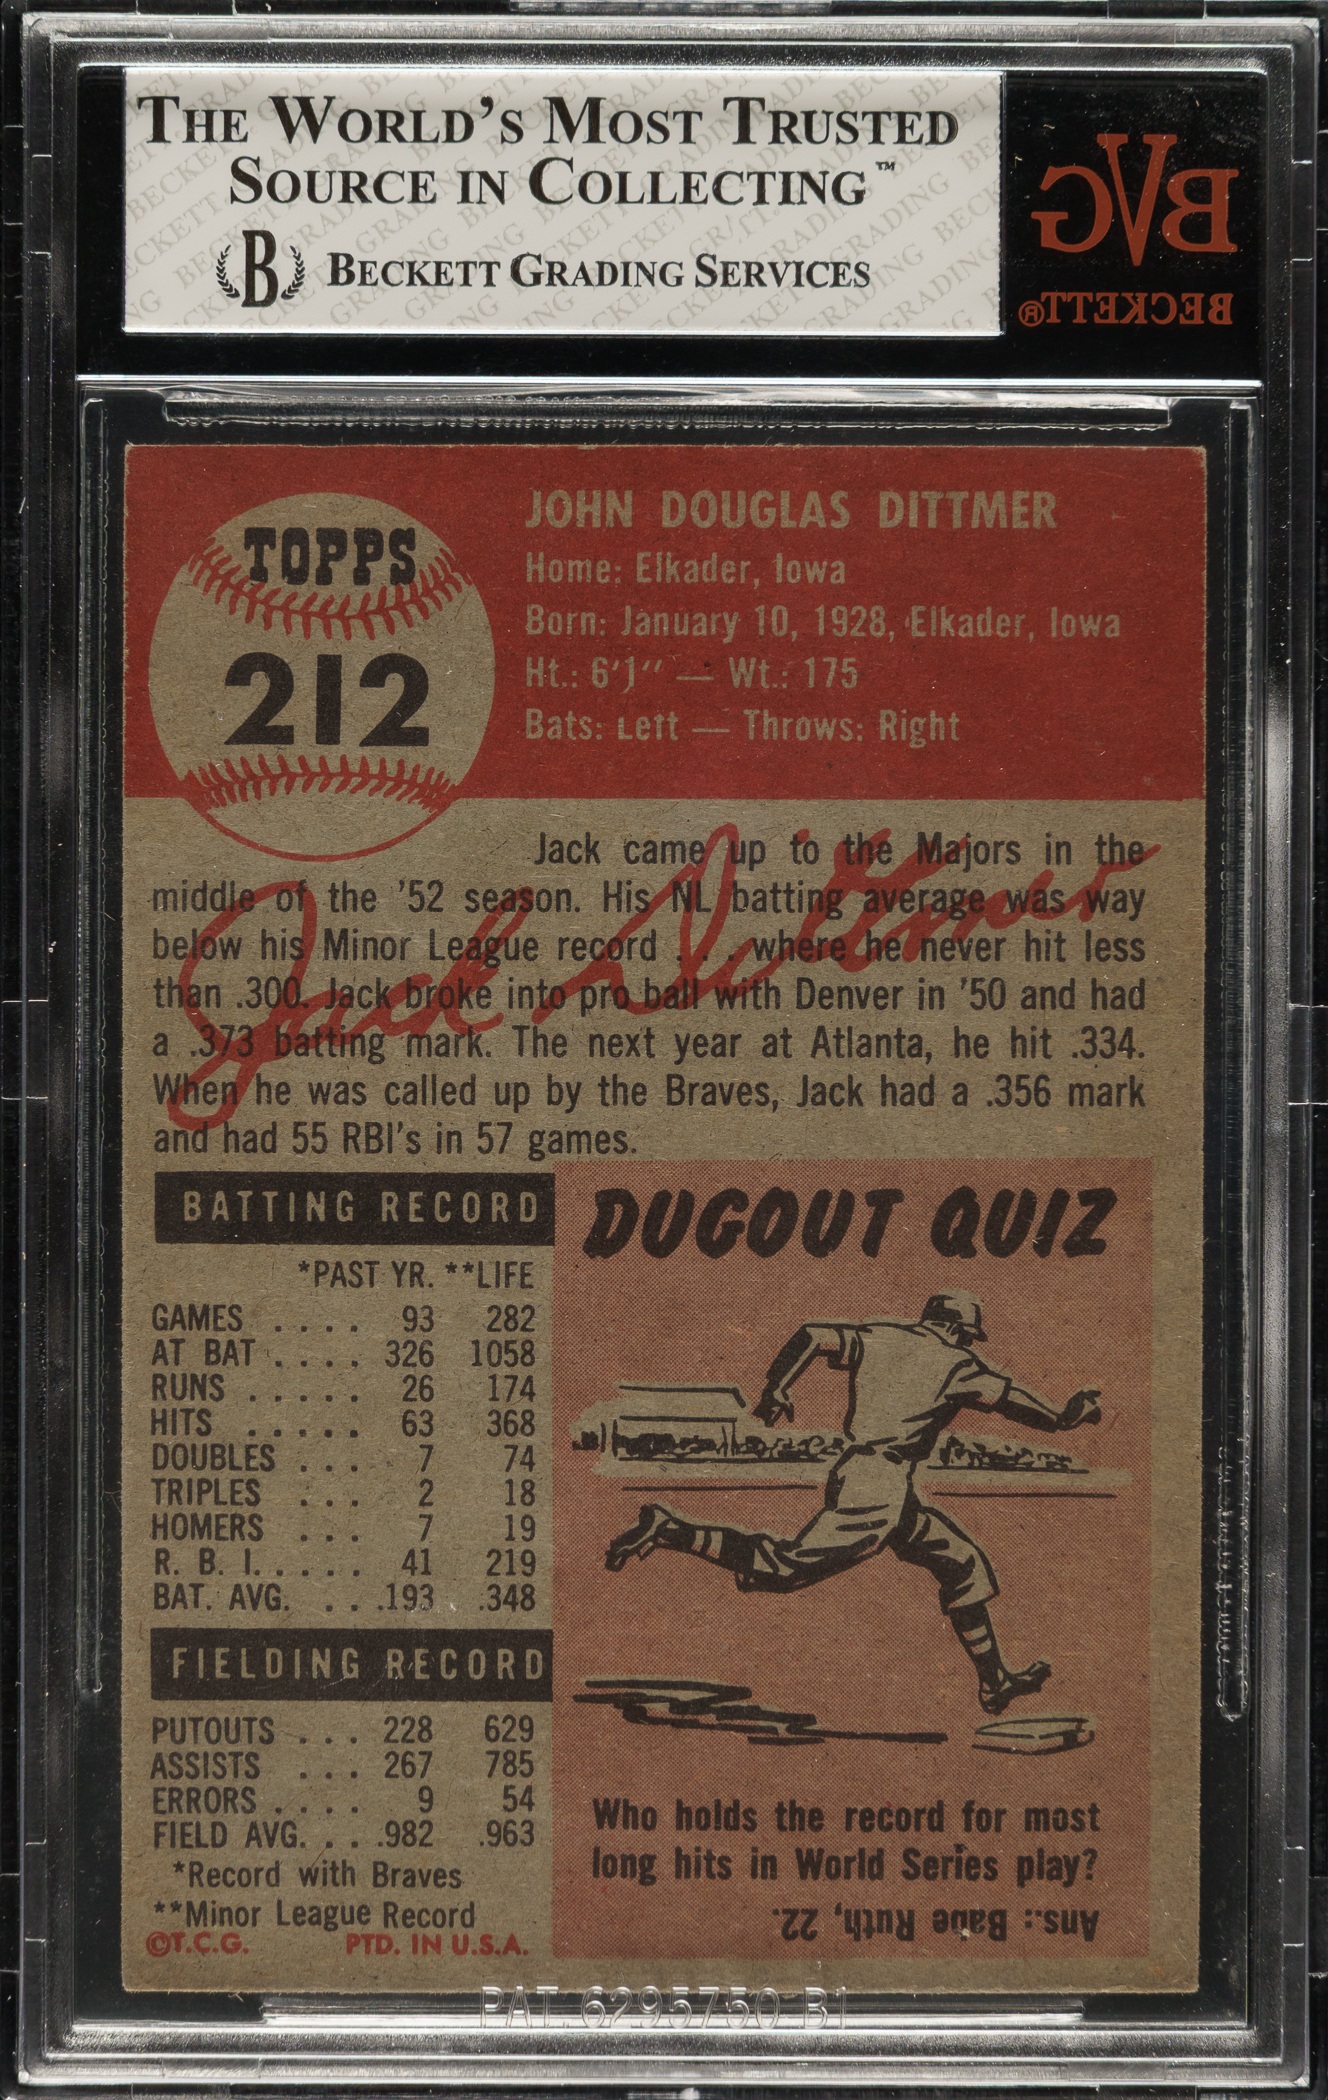 THE WORLD'S MOST TRUSTED
SOURCE IN COLLECTING™
B BECKETT GRADING SERVICES
BVG
BECKETT®
TOPPS
212
JOHN DOUGLAS DITTMER
Home: Elkader, Iowa
Born: January 10, 1928, Elkader, Iowa
Ht.: 6'1" — Wt.: 175
Bats: Left — Throws: Right
Jack Dittmer
Jack came up to the Majors in the
middle of the '52 season. His NL batting average was way
below his Minor League record . . . where he never hit less
than .300. Jack broke into pro ball with Denver in '50 and had
a .373 batting mark. The next year at Atlanta, he hit .334.
When he was called up by the Braves, Jack had a .356 mark
and had 55 RBI's in 57 games.
BATTING RECORD
*PAST YR. **LIFE
GAMES . . . . 93 282
AT BAT . . . . 326 1058
RUNS . . . . . 26 174
HITS . . . . . 63 368
DOUBLES . . . 7 74
TRIPLES . . . 2 18
HOMERS . . . 7 19
R. B. I. . . . . . 41 219
BAT. AVG. . . .193 .348
FIELDING RECORD
PUTOUTS . . . 228 629
ASSISTS . . . 267 785
ERRORS . . . . 9 54
FIELD AVG. . . .982 .963
*Record with Braves
**Minor League Record
©T.C.G. PTD. IN U.S.A.
DUGOUT QUIZ
Who holds the record for most
long hits in World Series play?
Ans.: Babe Ruth, 22.
PAT. 6295750 B1